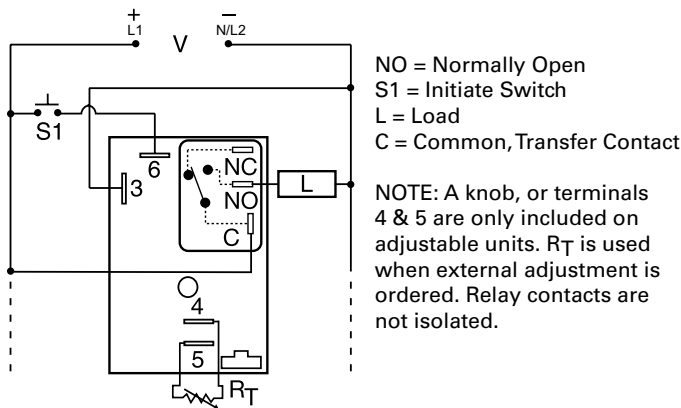 +
L1
V
–
N/L2
S1
6
3
NC
NO
C
L
4
5
RT
NO = Normally Open
S1 = Initiate Switch
L = Load
C = Common, Transfer Contact
NOTE: A knob, or terminals
4 & 5 are only included on
adjustable units. RT is used
when external adjustment is
ordered. Relay contacts are
not isolated.